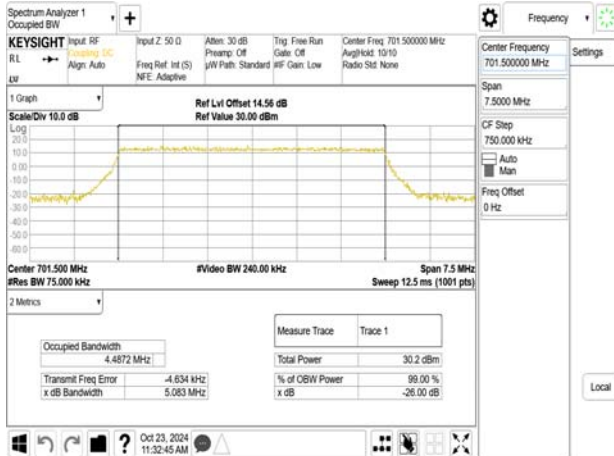 Spectrum Analyzer 1
Occupied BW
+
Frequency
KEYSIGHT
Input: RF
Coupling: DC
Align: Auto
RL
Input Z: 50 Ω
Freq Ref: Int (S)
NFE: Adaptive
Atten: 30 dB
Preamp: Off
µW Path: Standard
Trig: Free Run
Gate: Off
#IF Gain: Low
Center Freq: 701.500000 MHz
Avg|Hold: 10/10
Radio Std: None
Center Frequency
701.500000 MHz
Settings
Span
7.5000 MHz
CF Step
750.000 kHz
Auto
Man
Freq Offset
0 Hz
Local
1 Graph
Scale/Div 10.0 dB
Ref Lvl Offset 14.56 dB
Ref Value 30.00 dBm
Log
20.0
10.0
0.00
-10.0
-20.0
-30.0
-40.0
-50.0
-60.0
Center 701.500 MHz
#Video BW 240.00 kHz
Span 7.5 MHz
#Res BW 75.000 kHz
Sweep 12.5 ms (1001 pts)
2 Metrics
Measure Trace Trace 1
Occupied Bandwidth
4.4872 MHz
Total Power 30.2 dBm
Transmit Freq Error -4.634 kHz
% of OBW Power 99.00 %
x dB Bandwidth 5.083 MHz
x dB -26.00 dB
?
Oct 23, 2024
11:32:45 AM